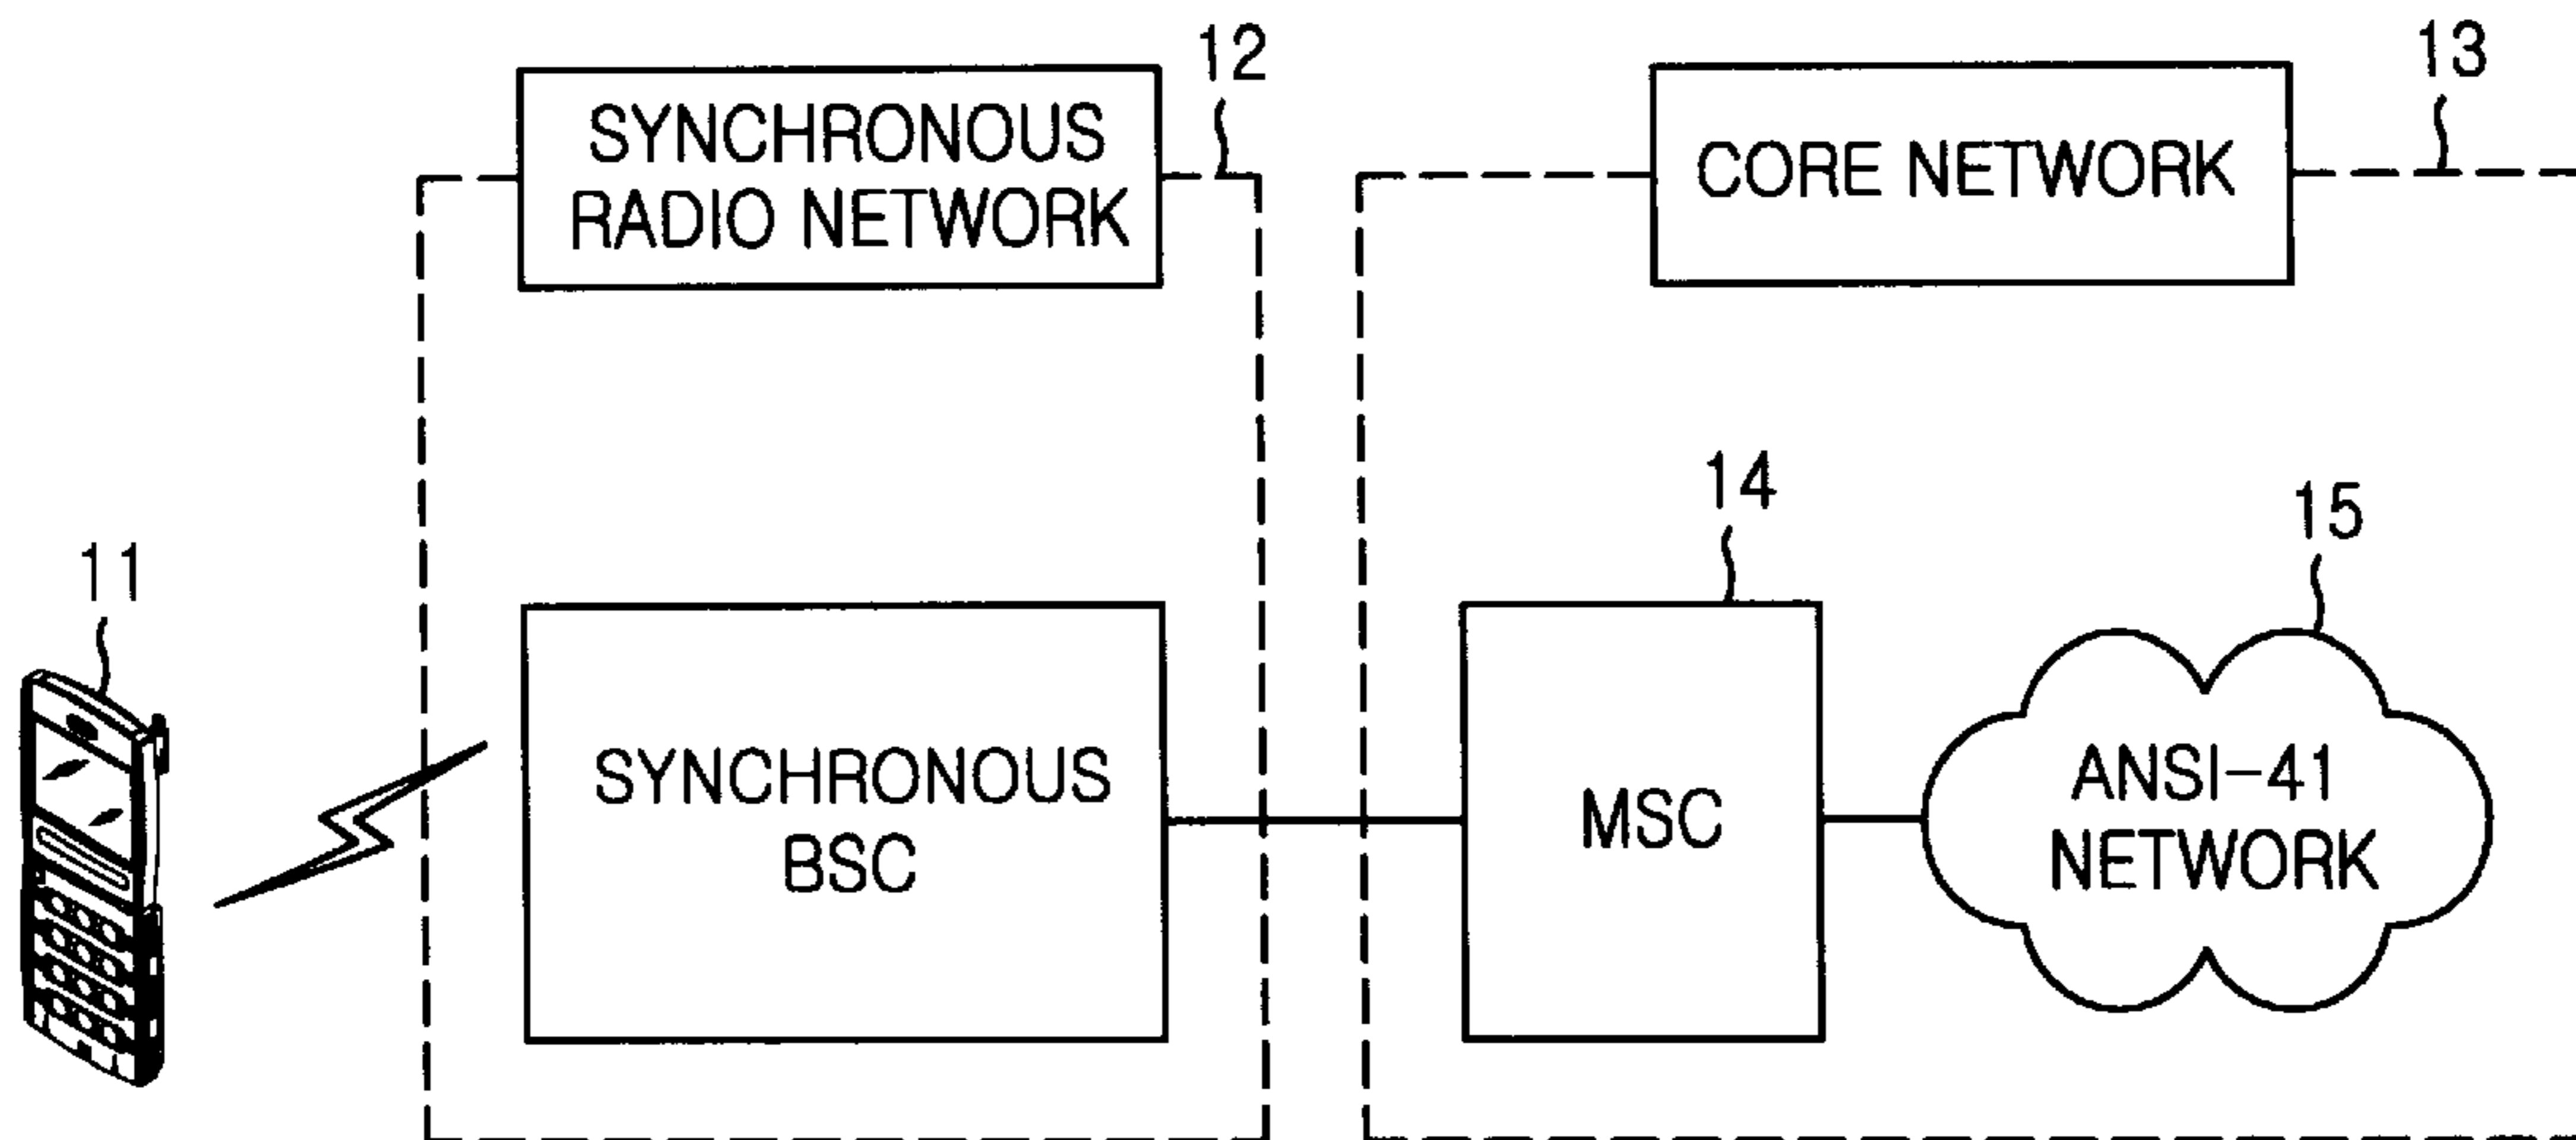 12
13
SYNCHRONOUS
RADIO NETWORK
CORE NETWORK
14
15
11
SYNCHRONOUS
BSC
MSC
ANSI-41
NETWORK